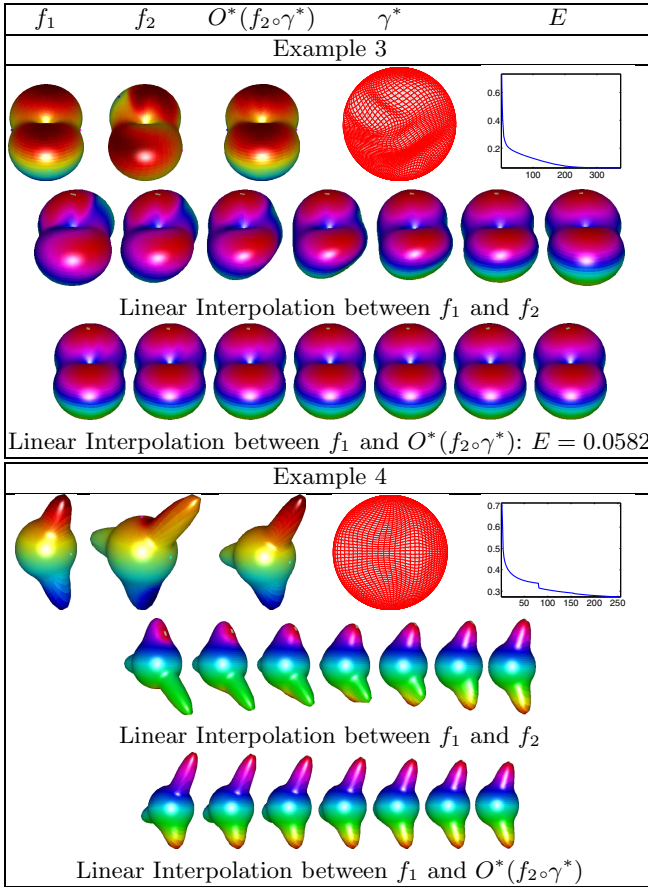 f₁ f₂ O*(f₂∘γ*) γ* E
Example 3
0.6
0.4
0.2
100 200 300
Linear Interpolation between f₁ and f₂
Linear Interpolation between f₁ and O*(f₂∘γ*): E = 0.0582
Example 4
0.7
0.6
0.5
0.4
0.3
50 100 150 200 250
Linear Interpolation between f₁ and f₂
Linear Interpolation between f₁ and O*(f₂∘γ*)